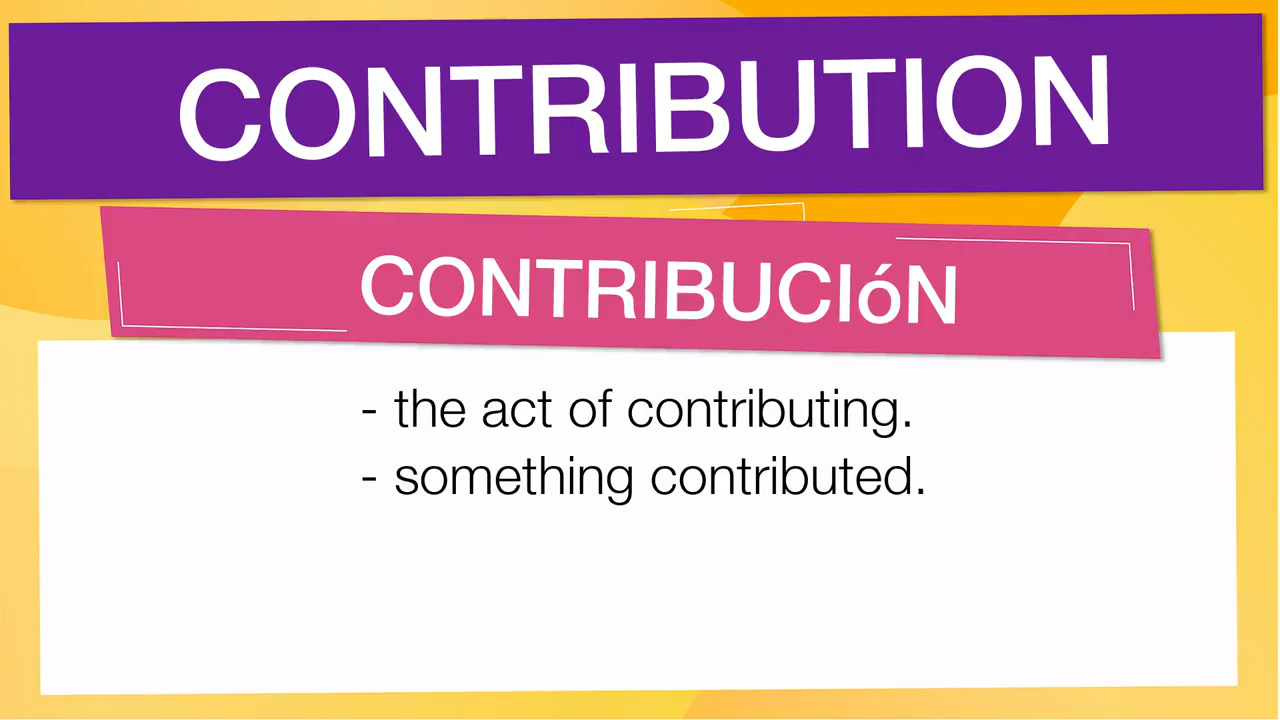 CONTRIBUTION
CONTRIBUCIóN
- the act of contributing.
- something contributed.